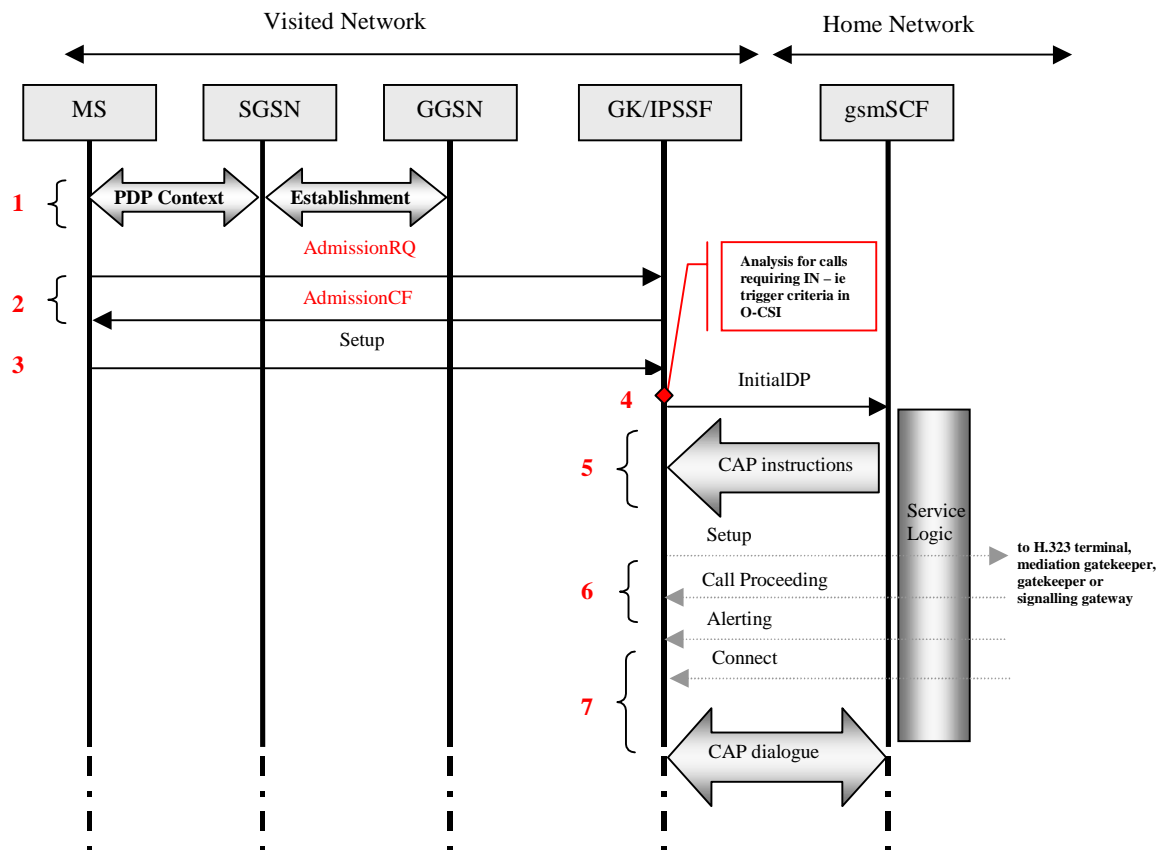 Visited Network
Home Network
MS
SGSN
GGSN
GK/IPSSF
gsmSCF
1
PDP Context
Establishment
AdmissionRQ
Analysis for calls
requiring IN – ie
trigger criteria in
O-CSI
2
AdmissionCF
Setup
3
InitialDP
4
5
CAP instructions
Service
Logic
Setup
to H.323 terminal,
mediation gatekeeper,
gatekeeper or
signalling gateway
6
Call Proceeding
Alerting
Connect
7
CAP dialogue